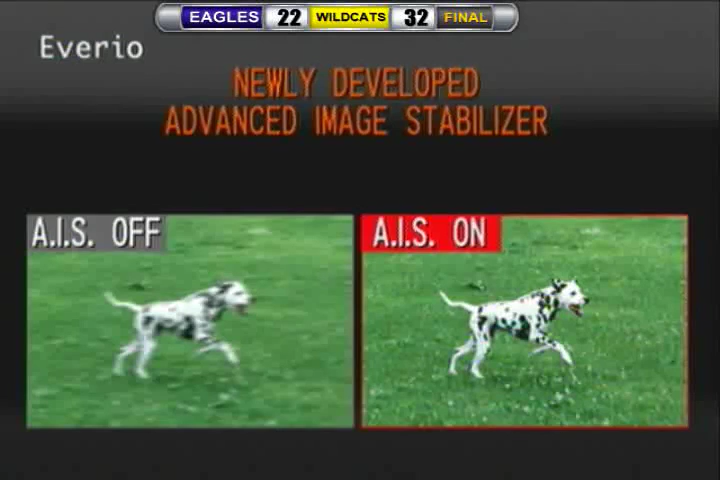 EAGLES 22 WILDCATS 32 FINAL
Everio
NEWLY DEVELOPED
ADVANCED IMAGE STABILIZER
A.I.S. OFF
A.I.S. ON